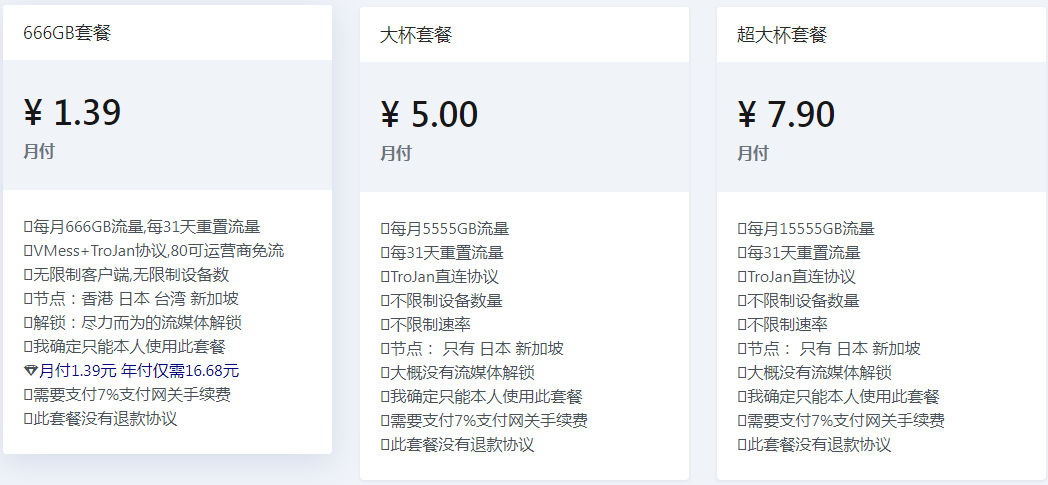 666GB套餐
¥ 1.39
月付
每月666GB流量,每31天重置流量
VMess+TroJan协议,80可运营商免流
无限制客户端,无限制设备数
节点：香港 日本 台湾 新加坡
解锁：尽力而为的流媒体解锁
我确定只能本人使用此套餐
月付1.39元 年付仅需16.68元
需要支付7%支付网关手续费
此套餐没有退款协议
大杯套餐
¥ 5.00
月付
每月5555GB流量
每31天重置流量
TroJan直连协议
不限制设备数量
不限制速率
节点： 只有 日本 新加坡
大概没有流媒体解锁
我确定只能本人使用此套餐
需要支付7%支付网关手续费
此套餐没有退款协议
超大杯套餐
¥ 7.90
月付
每月15555GB流量
每31天重置流量
TroJan直连协议
不限制设备数量
不限制速率
节点： 只有 日本 新加坡
大概没有流媒体解锁
我确定只能本人使用此套餐
需要支付7%支付网关手续费
此套餐没有退款协议